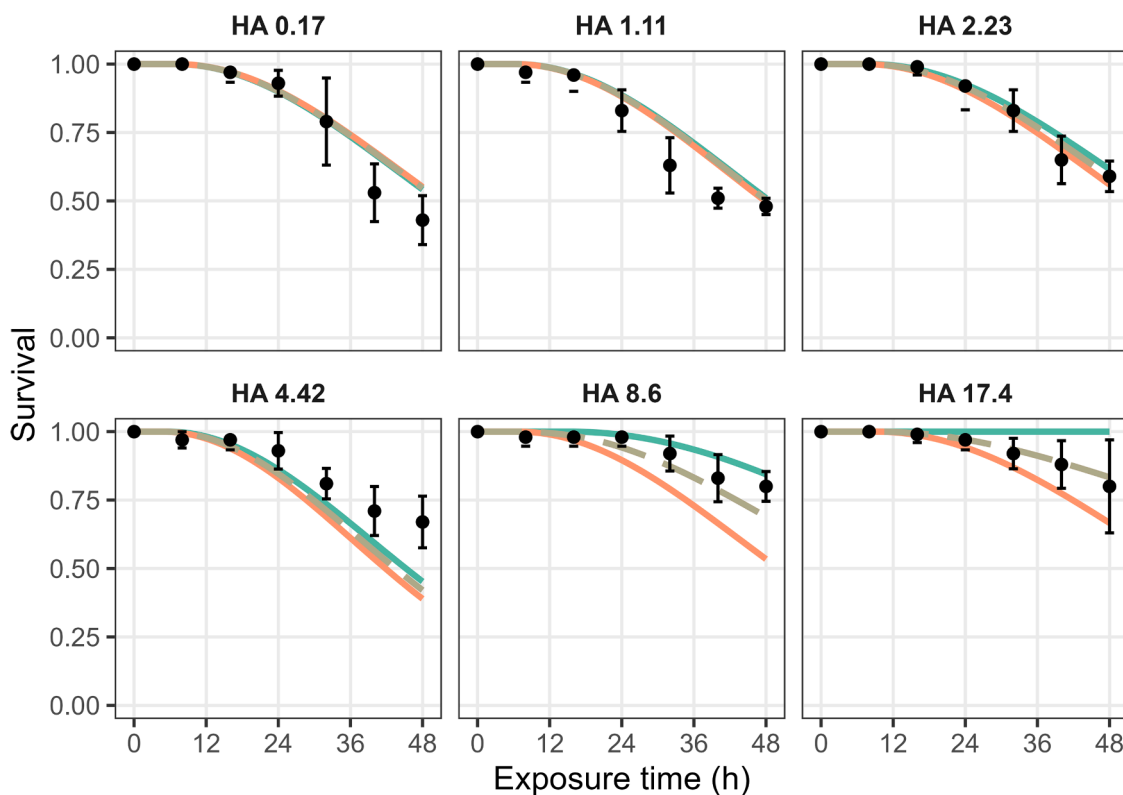 HA 0.17 HA 1.11 HA 2.23
1.00
0.75
0.50
0.25
0.00
Survival
HA 4.42 HA 8.6 HA 17.4
1.00
0.75
0.50
0.25
0.00
0 12 24 36 48 0 12 24 36 48 0 12 24 36 48
Exposure time (h)